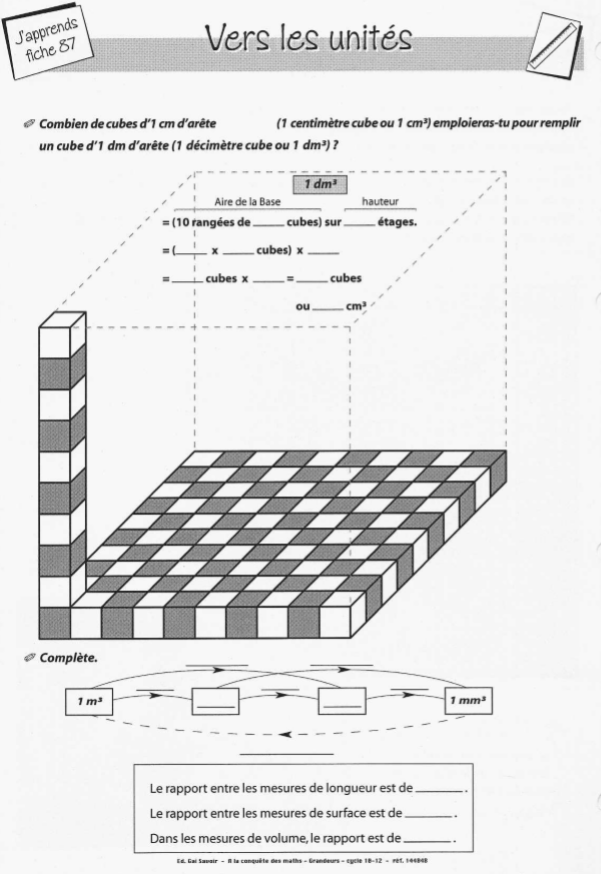 J'apprends
fiche 87
Vers les unités
Combien de cubes d'1 cm d'arête (1 centimètre cube ou 1 cm³) emploieras-tu pour remplir
un cube d'1 dm d'arête (1 décimètre cube ou 1 dm³) ?
1 dm³
Aire de la Base hauteur
= (10 rangées de _____ cubes) sur _____ étages.
= (_____ x _____ cubes) x _____
= _____ cubes x _____ = _____ cubes
ou _____ cm³
Complète.
1 m³ _____ _____ 1 mm³
Le rapport entre les mesures de longueur est de _______ .
Le rapport entre les mesures de surface est de _______ .
Dans les mesures de volume, le rapport est de _______ .
Ed. Gai Savoir - A la conquête des maths - Grandeurs - cycle 10-12 - réf. 144848